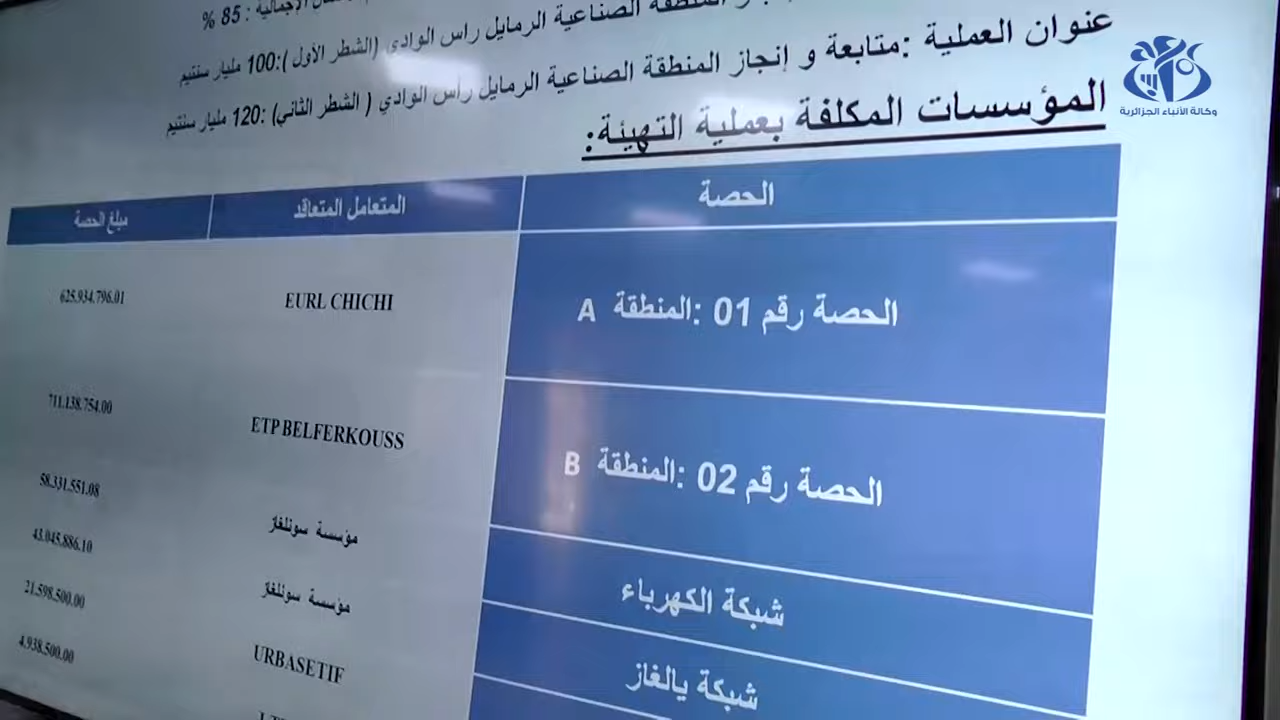 الإجمالية : 85 %
المنطقة الصناعية الرمايل راس الوادي (الشطر الأول ):100 مليار سنتيم
عنوان العملية :متابعة و إنجاز المنطقة الصناعية الرمايل راس الوادي ( الشطر الثاني) :120 مليار سنتيم
المؤسسات المكلفة بعملية التهيئة:
وكالة الأنباء الجزائرية
الحصة المتعامل المتعاقد مبلغ الحصة
الحصة رقم 01 :المنطقة A EURL CHICHI 625.934.796.01
الحصة رقم 02 :المنطقة B ETP BELFERKOUSS 711.138.754.00
شبكة الكهرباء مؤسسة سونلغاز 58.331.551.08
شبكة يالغاز مؤسسة سونلغاز 43.045.886.10
URBASETIF 21.598.500.00
4.938.500.00